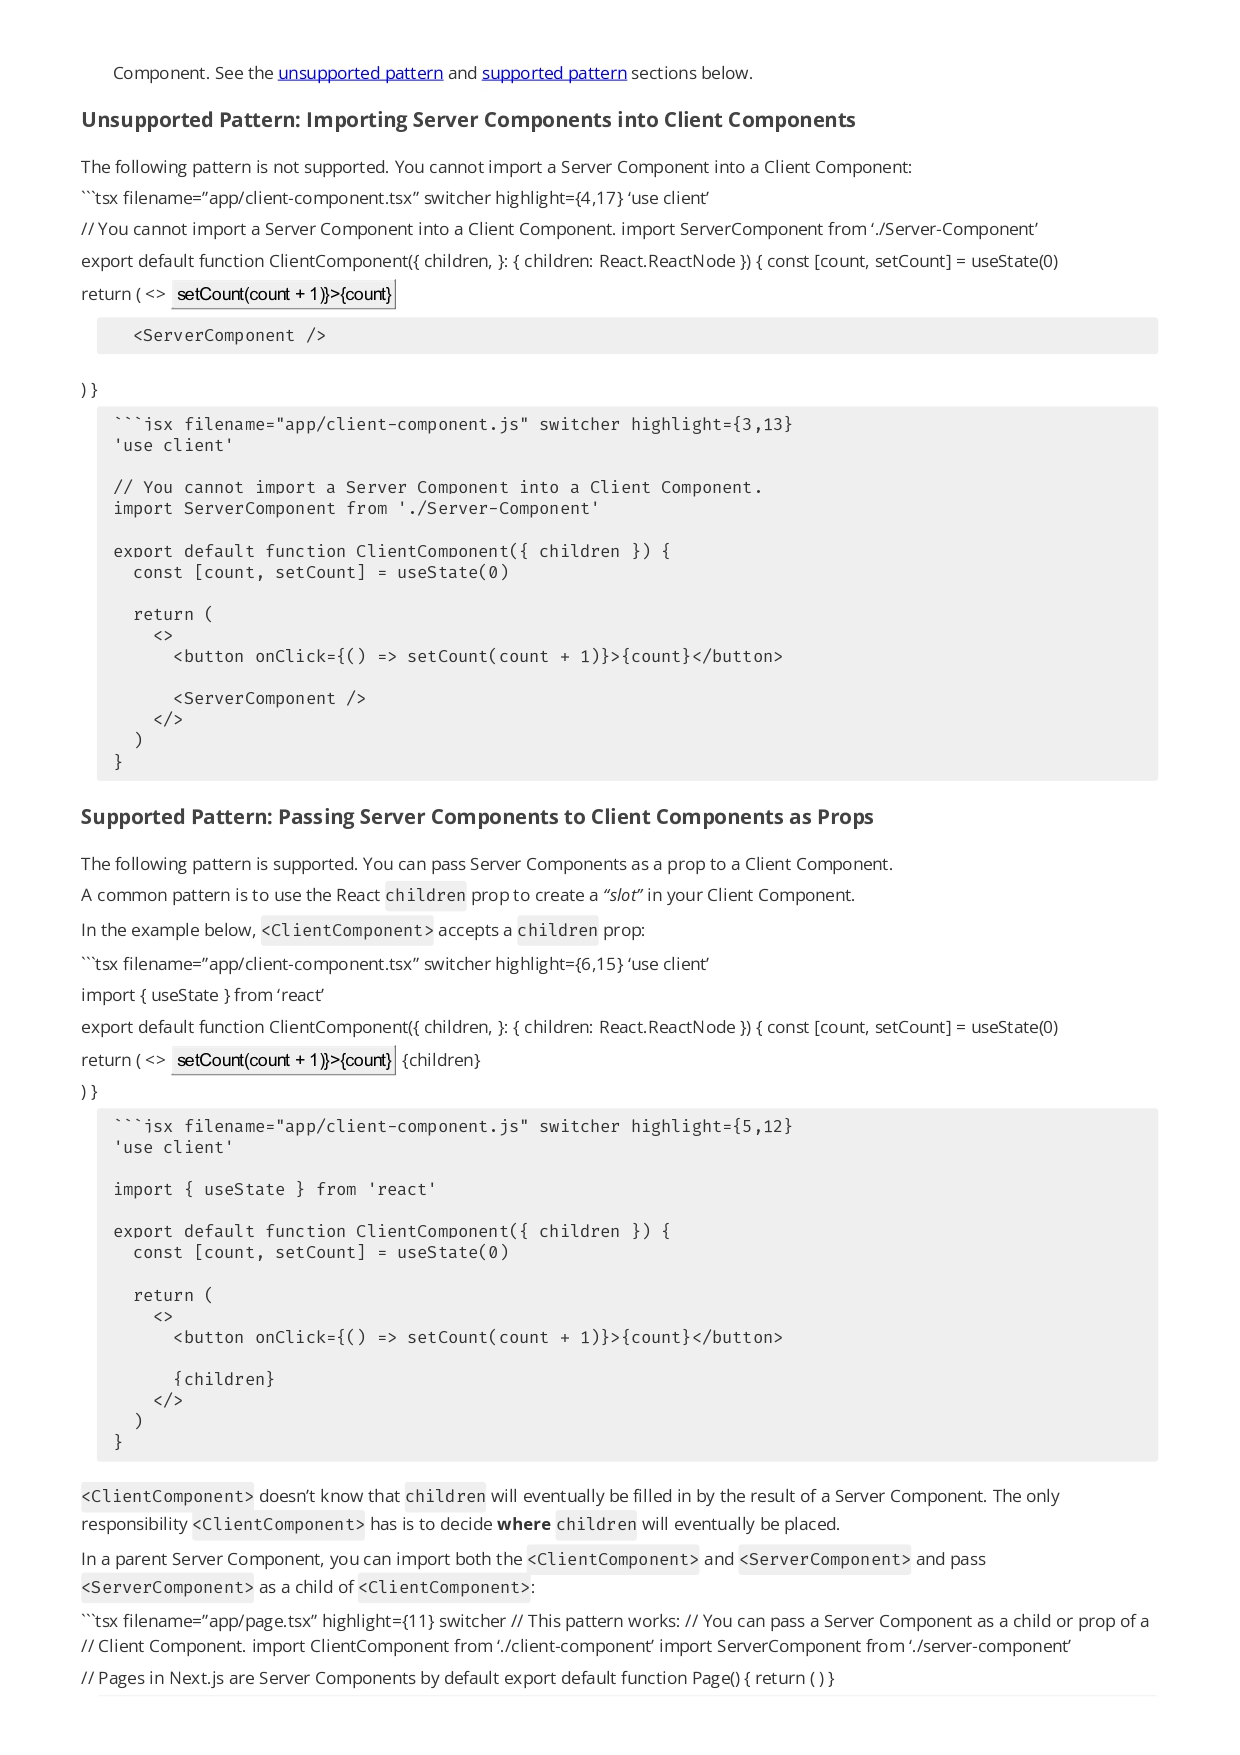 Component. See the unsupported pattern and supported pattern sections below.
Unsupported Pattern: Importing Server Components into Client Components
The following pattern is not supported. You cannot import a Server Component into a Client Component:
```tsx filename=”app/client-component.tsx” switcher highlight={4,17} ‘use client’
// You cannot import a Server Component into a Client Component. import ServerComponent from ‘./Server-Component’
export default function ClientComponent({ children, }: { children: React.ReactNode }) { const [count, setCount] = useState(0)
return ( <> setCount(count + 1)}>{count}
<ServerComponent />
) }
```jsx filename="app/client-component.js" switcher highlight={3,13}
'use client'
// You cannot import a Server Component into a Client Component.
import ServerComponent from './Server-Component'
export default function ClientComponent({ children }) {
  const [count, setCount] = useState(0)
  return (
    <>
      <button onClick={() => setCount(count + 1)}>{count}</button>
      <ServerComponent />
    </>
  )
}
Supported Pattern: Passing Server Components to Client Components as Props
The following pattern is supported. You can pass Server Components as a prop to a Client Component.
A common pattern is to use the React children prop to create a “slot” in your Client Component.
In the example below, <ClientComponent> accepts a children prop:
```tsx filename=”app/client-component.tsx” switcher highlight={6,15} ‘use client’
import { useState } from ‘react’
export default function ClientComponent({ children, }: { children: React.ReactNode }) { const [count, setCount] = useState(0)
return ( <> setCount(count + 1)}>{count} {children}
) }
```jsx filename="app/client-component.js" switcher highlight={5,12}
'use client'
import { useState } from 'react'
export default function ClientComponent({ children }) {
  const [count, setCount] = useState(0)
  return (
    <>
      <button onClick={() => setCount(count + 1)}>{count}</button>
      {children}
    </>
  )
}
<ClientComponent> doesn’t know that children will eventually be filled in by the result of a Server Component. The only
responsibility <ClientComponent> has is to decide where children will eventually be placed.
In a parent Server Component, you can import both the <ClientComponent> and <ServerComponent> and pass
<ServerComponent> as a child of <ClientComponent>:
```tsx filename=”app/page.tsx” highlight={11} switcher // This pattern works: // You can pass a Server Component as a child or prop of a
// Client Component. import ClientComponent from ‘./client-component’ import ServerComponent from ‘./server-component’
// Pages in Next.js are Server Components by default export default function Page() { return ( ) }